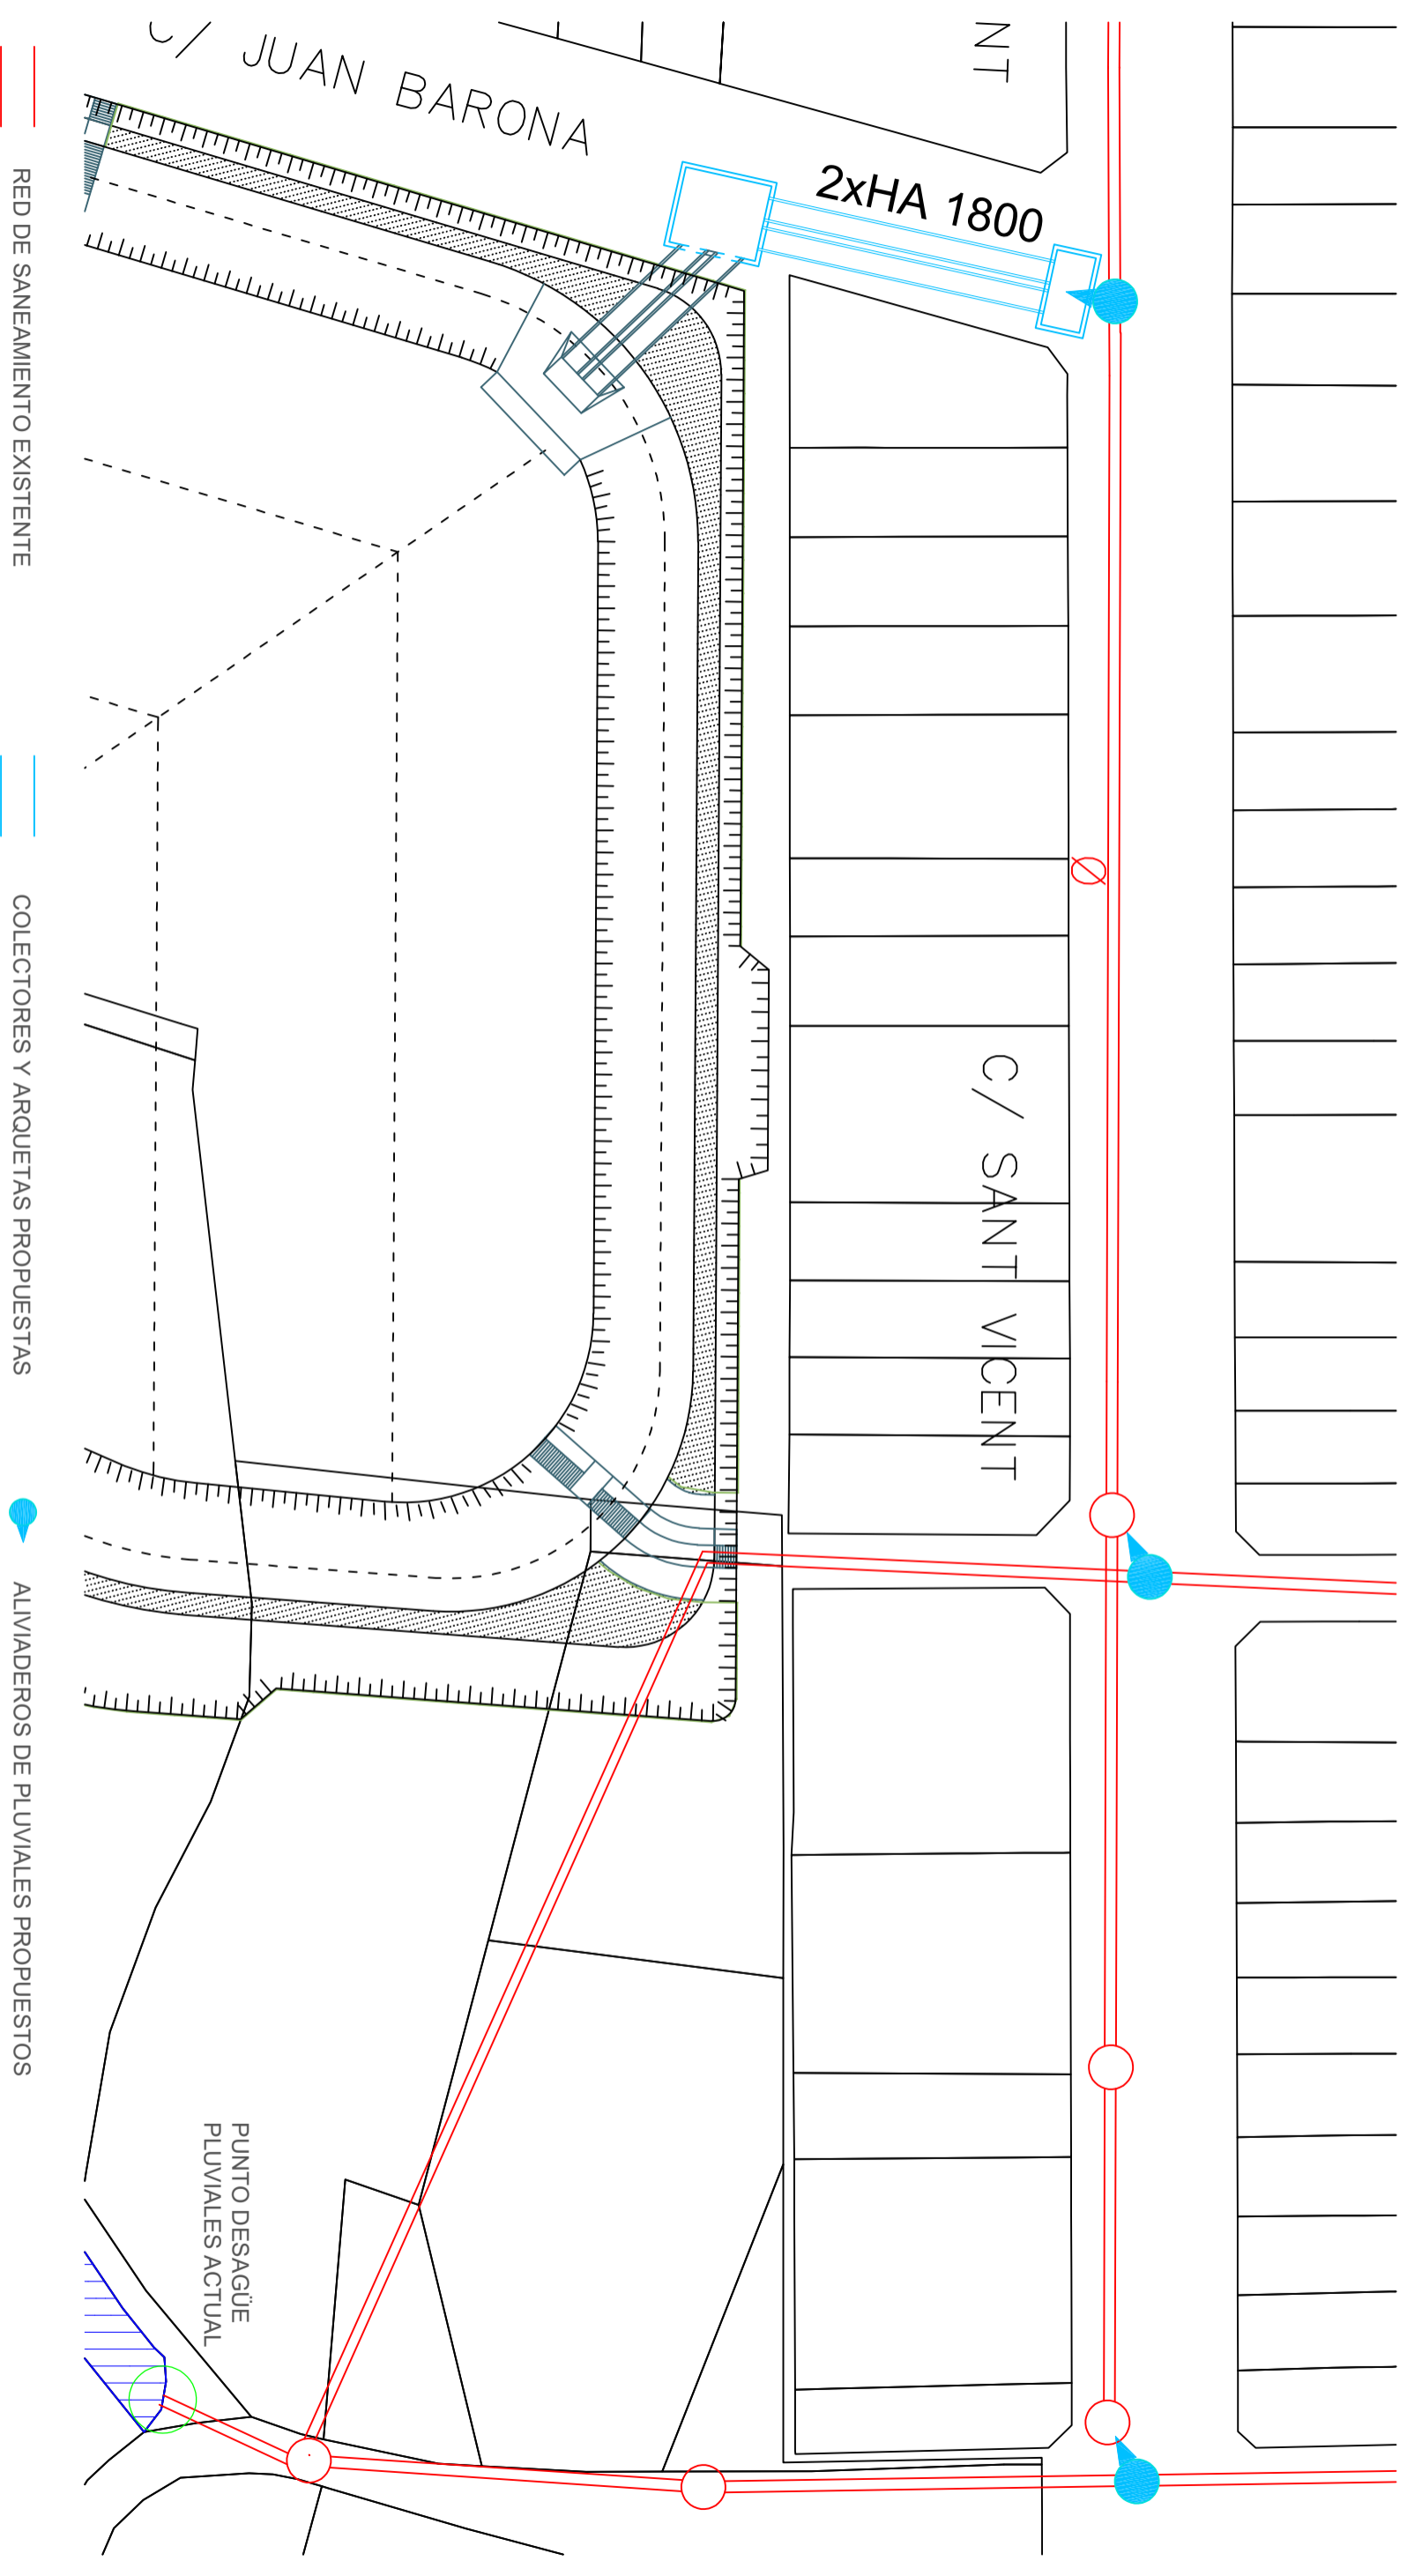 C/ JUAN BARONA
NT
2xHA 1800
Ø
C/ SANT VICENT
PUNTO DESAGÜE
PLUVIALES ACTUAL
RED DE SANEAMIENTO EXISTENTE
COLECTORES Y ARQUETAS PROPUESTAS
ALIVIADEROS DE PLUVIALES PROPUESTOS